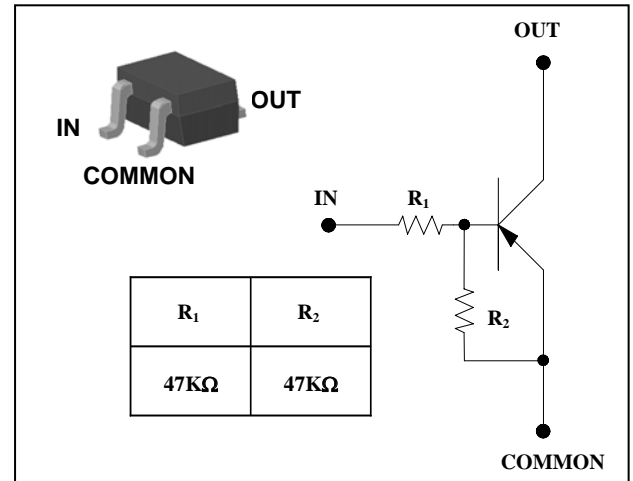 OUT
OUT
IN
COMMON
IN
R₁
R₁
R₂
R₂
47KΩ
47KΩ
COMMON